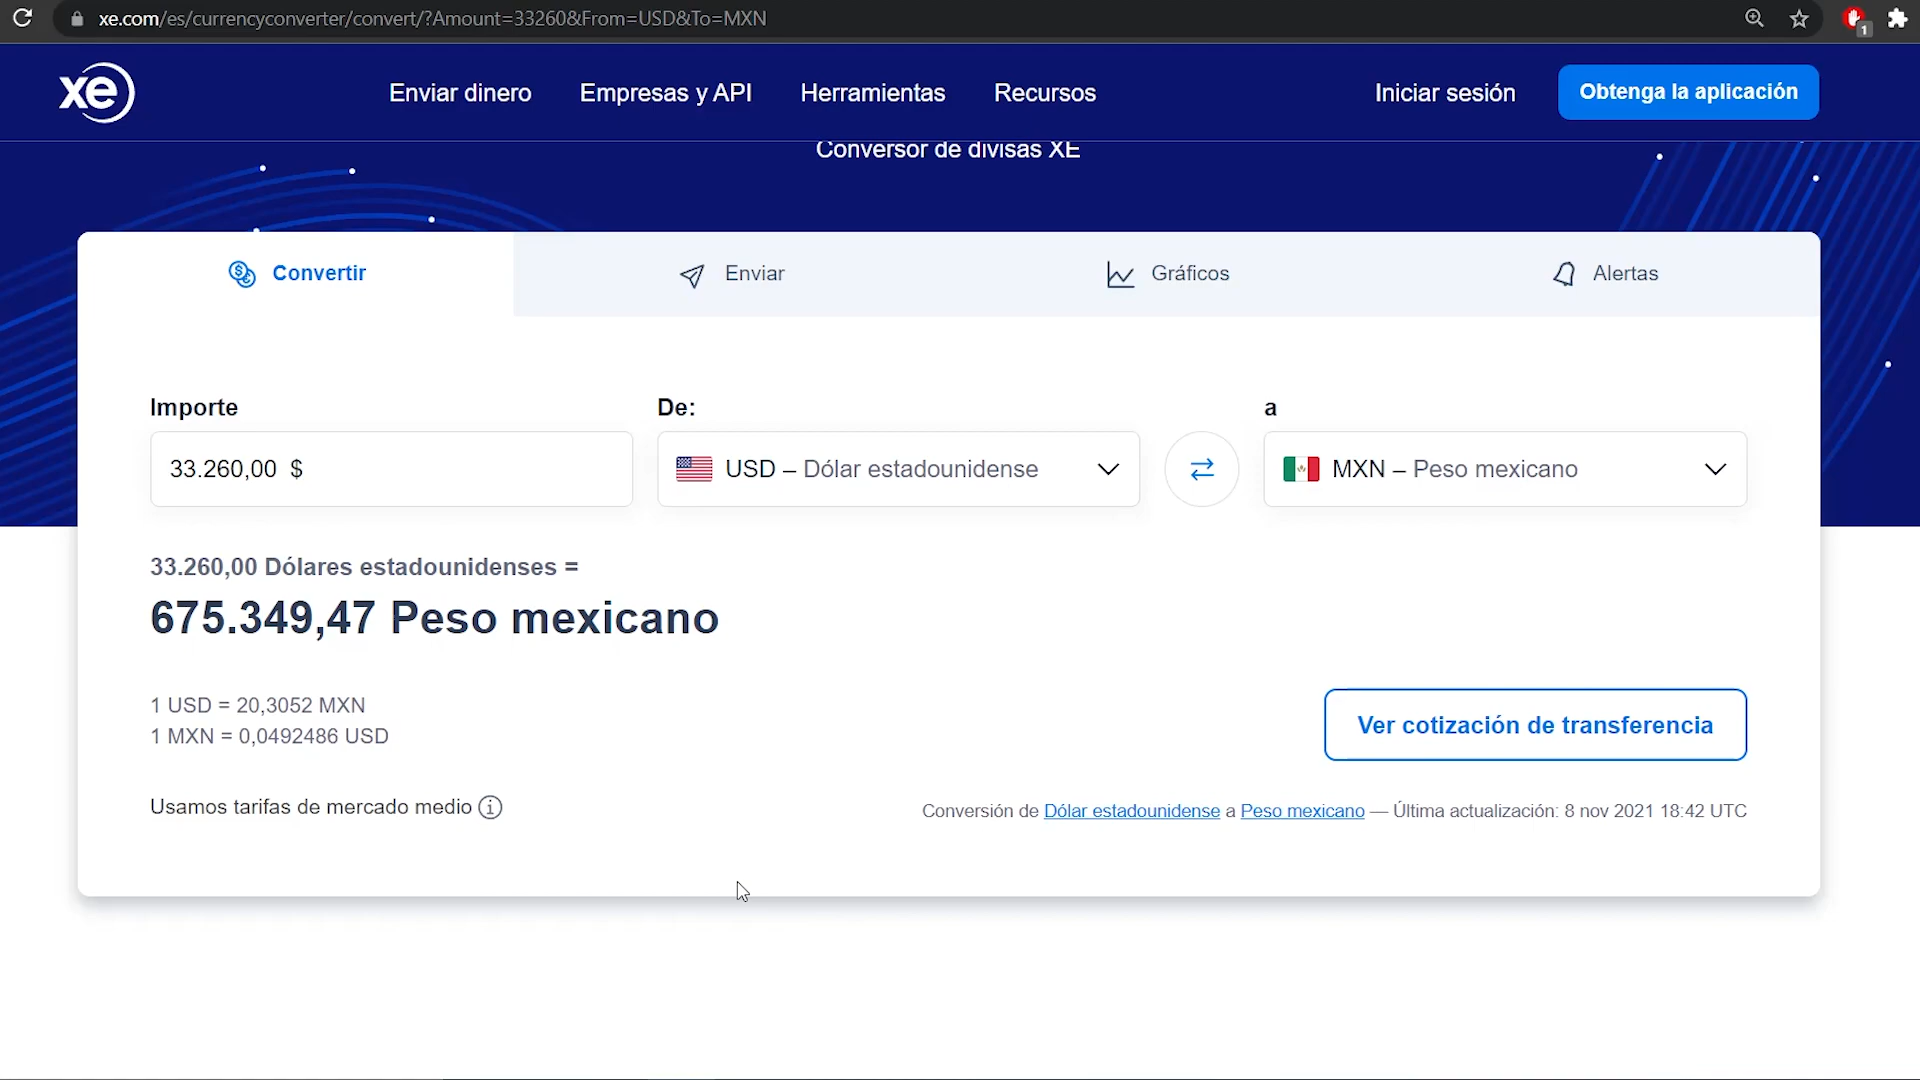 xe.com/es/currencyconverter/convert/?Amount=33260&From=USD&To=MXN
1
xe
Enviar dinero
Empresas y API
Herramientas
Recursos
Iniciar sesión
Obtenga la aplicación
Conversor de divisas XE
Convertir
Enviar
Gráficos
Alertas
Importe
De:
a
33.260,00 $
USD – Dólar estadounidense
MXN – Peso mexicano
33.260,00 Dólares estadounidenses =
675.349,47 Peso mexicano
1 USD = 20,3052 MXN
1 MXN = 0,0492486 USD
Ver cotización de transferencia
Usamos tarifas de mercado medio
Conversión de Dólar estadounidense a Peso mexicano — Última actualización: 8 nov 2021 18:42 UTC